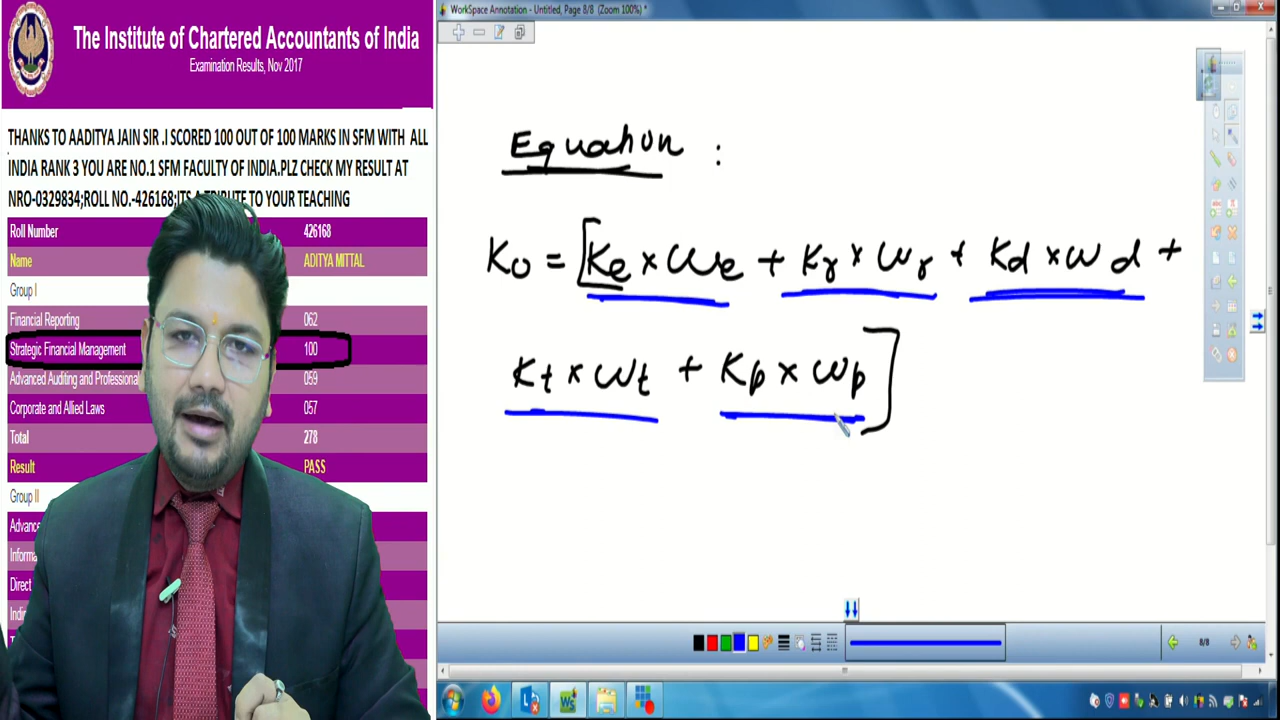 The Institute of Chartered Accountants of India
Examination Results, Nov 2017
THANKS TO AADITYA JAIN SIR .I SCORED 100 OUT OF 100 MARKS IN SFM WITH ALL
INDIA RANK 3 YOU ARE NO.1 SFM FACULTY OF INDIA.PLZ CHECK MY RESULT AT
NRO-0329834;ROLL NO.-426168;ITS A TRIBUTE TO YOUR TEACHING
Roll Number 426168
Name ADITYA MITTAL
Group I
Financial Reporting 062
Strategic Financial Management 100
Advanced Auditing and Professional 059
Corporate and Allied Laws 057
Total 278
Result PASS
Group II
Advanc
Informa
Direct
Indi
WorkSpace Annotation - Untitled, Page 8/8 (Zoom 100%) *
Equation :
Ko = [Ke × We + Kr × Wr + Kd × Wd +
Kt × Wt + Kp × Wp]
8/8